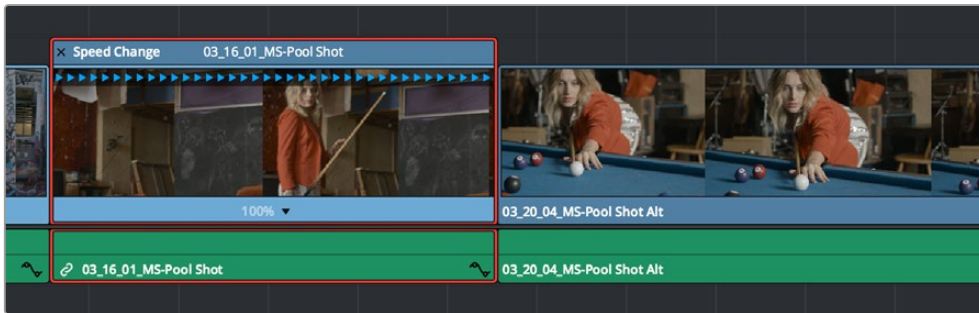 × Speed Change 03_16_01_MS-Pool Shot
100% ▼
03_20_04_MS-Pool Shot Alt
03_16_01_MS-Pool Shot
03_20_04_MS-Pool Shot Alt